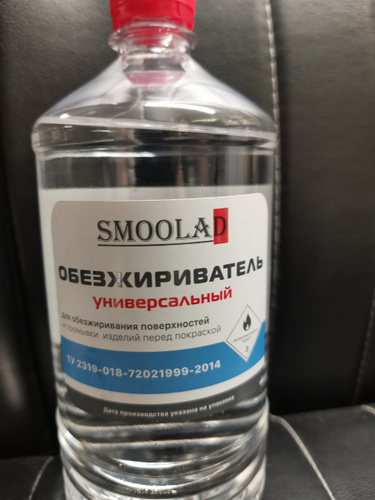 SMOOLAD
ОБЕЗЖИРИВАТЕЛЬ
универсальный
для обезжиривания поверхностей
и промывки изделий перед покраской
3
ТУ 2319-018-72021999-2014
Дата производства указана на упаковке